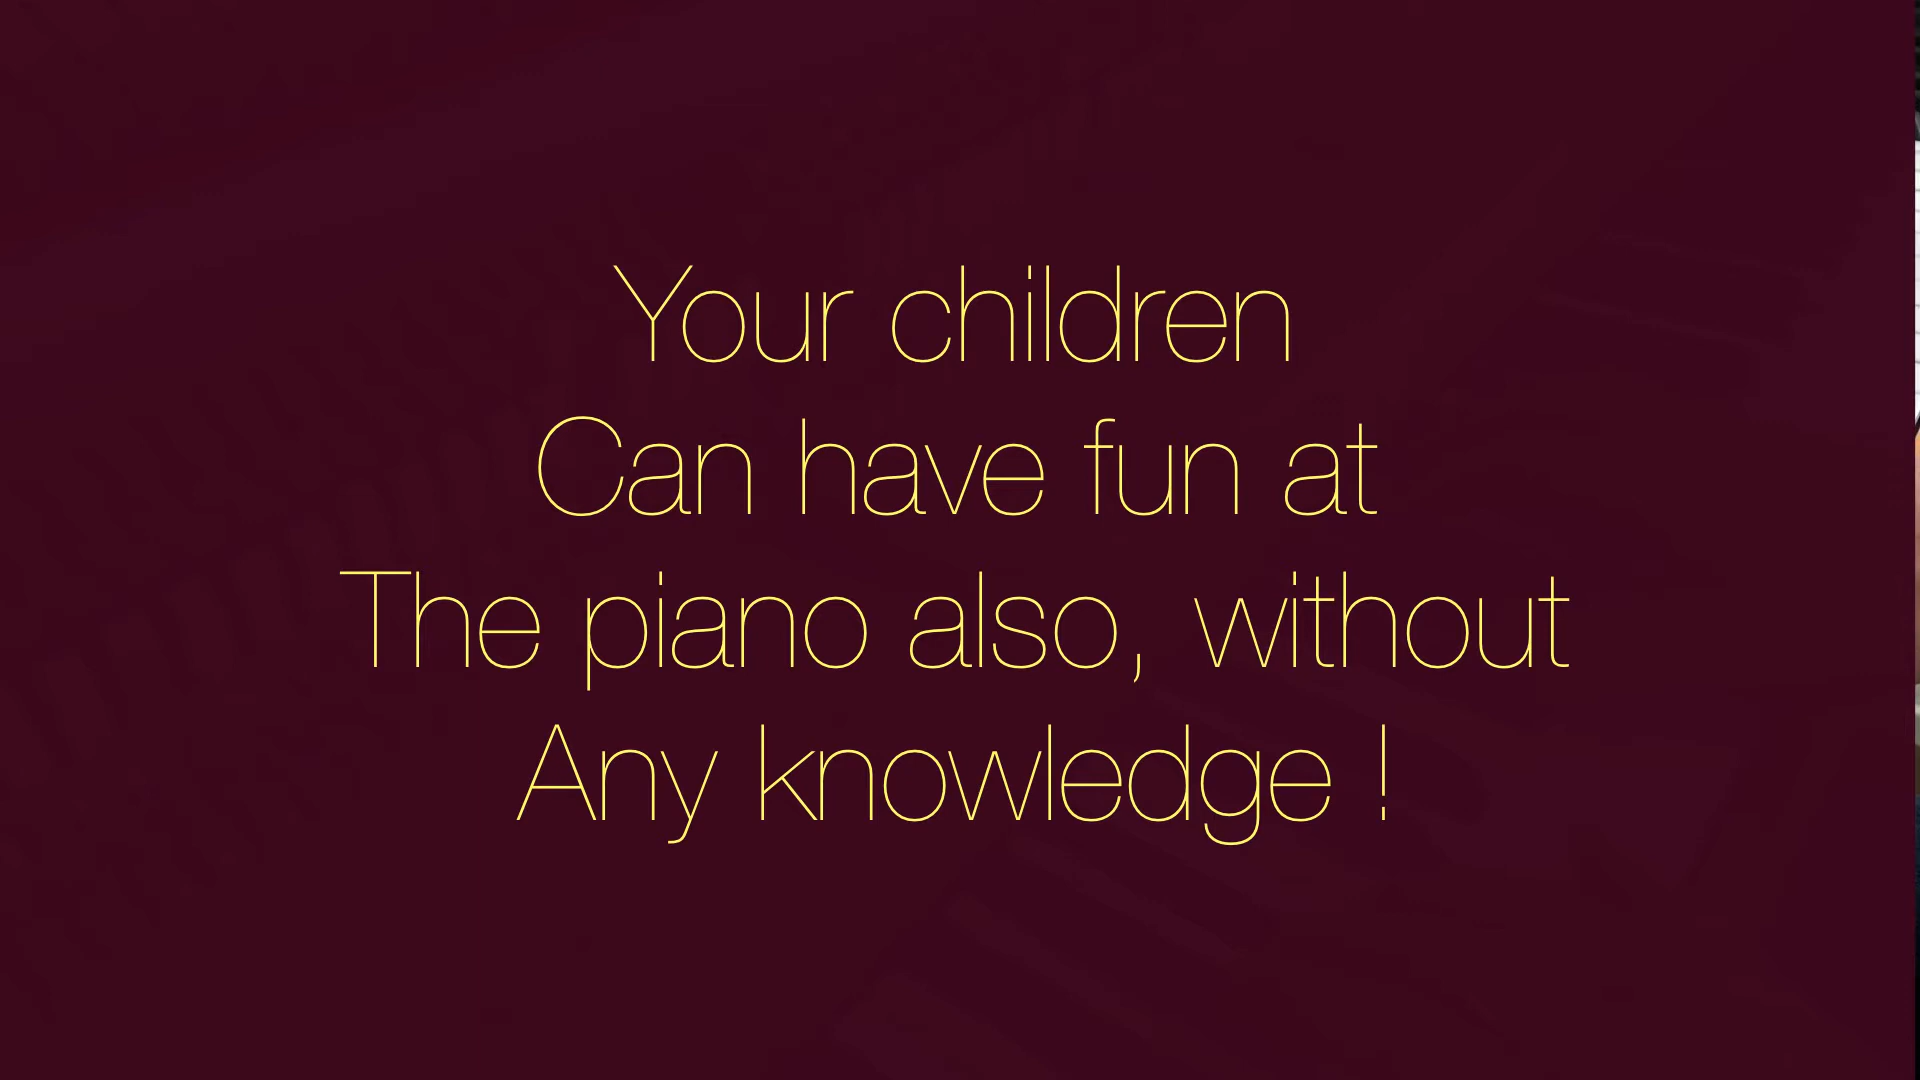 Your children
Can have fun at
The piano also, without
Any knowledge !